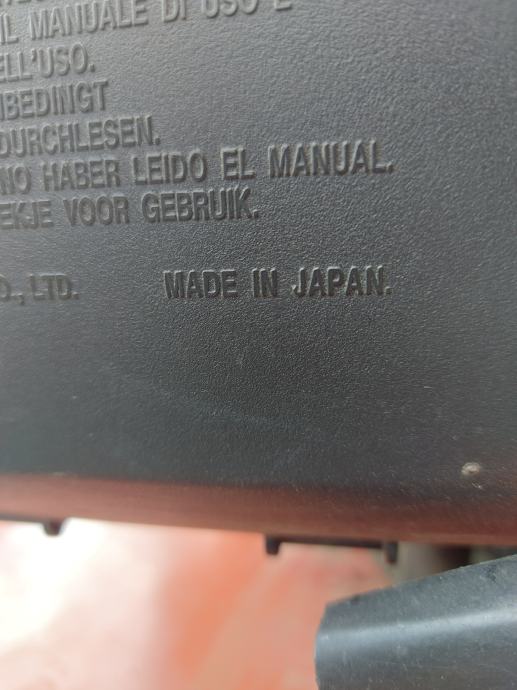 IL MANUALE DI USO E
ELL'USO.
NBEDINGT
DURCHLESEN.
NO HABER LEIDO EL MANUAL.
EKJE VOOR GEBRUIK.
O., LTD. MADE IN JAPAN.